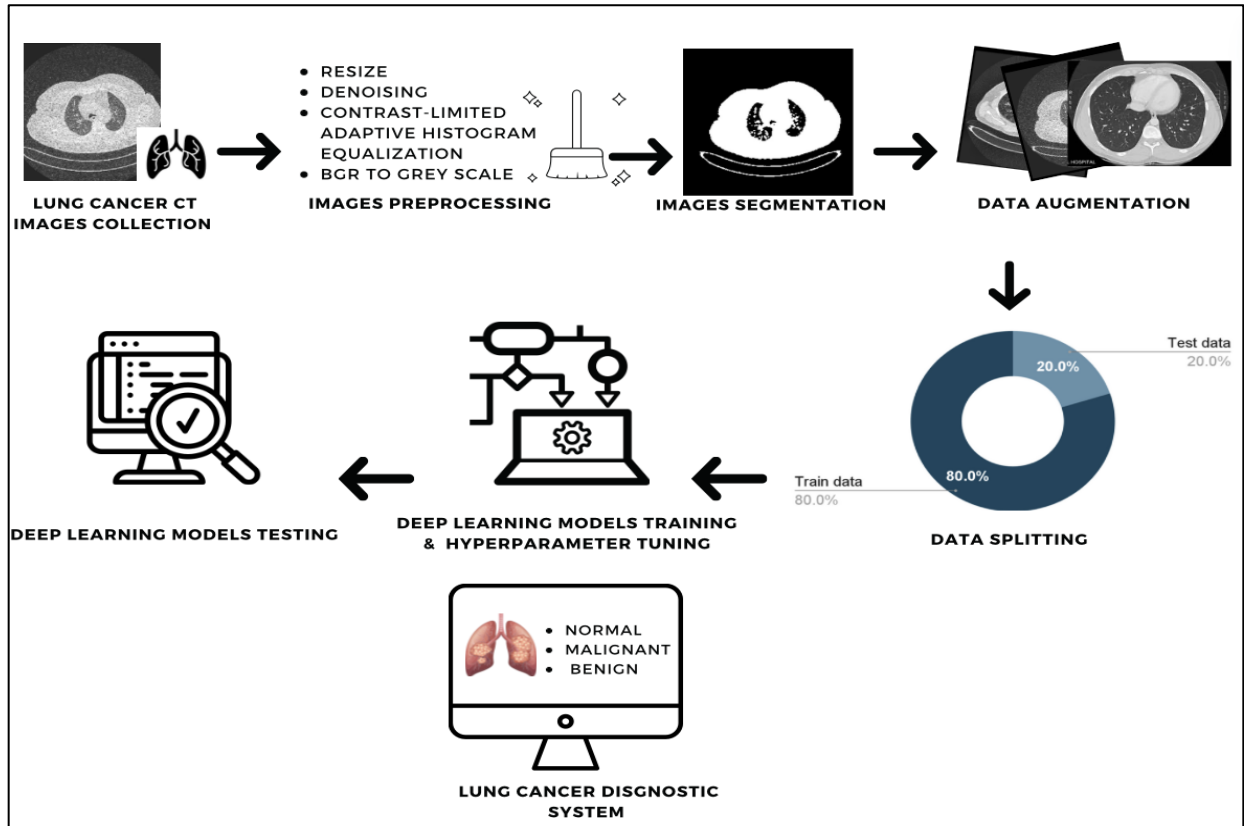 LUNG CANCER CT
IMAGES COLLECTION
• RESIZE
• DENOISING
• CONTRAST-LIMITED
ADAPTIVE HISTOGRAM
EQUALIZATION
• BGR TO GREY SCALE
IMAGES PREPROCESSING
IMAGES SEGMENTATION
HOSPITAL
DATA AUGMENTATION
Test data
20.0%
20.0%
80.0%
Train data
80.0%
DATA SPLITTING
DEEP LEARNING MODELS TRAINING
& HYPERPARAMETER TUNING
DEEP LEARNING MODELS TESTING
• NORMAL
• MALIGNANT
• BENIGN
LUNG CANCER DISGNOSTIC
SYSTEM